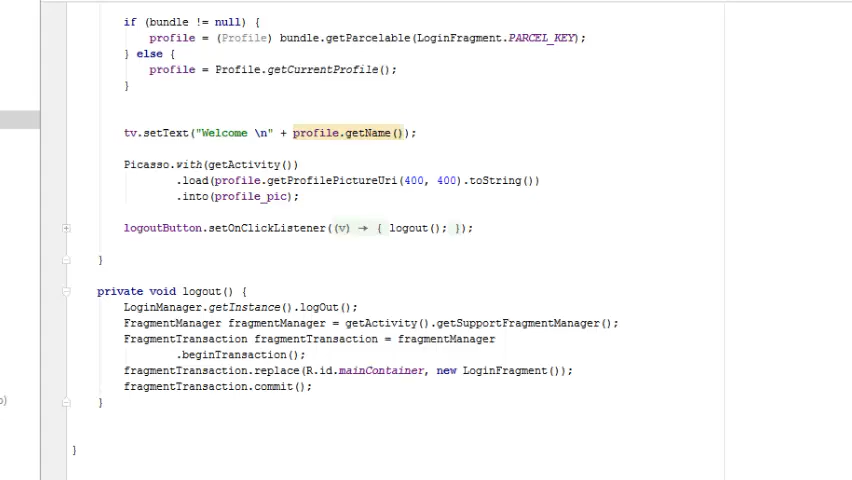 if (bundle != null) {
profile = (Profile) bundle.getParcelable(LoginFragment.PARCEL_KEY);
} else {
profile = Profile.getCurrentProfile();
}
tv.setText("Welcome \n" + profile.getName());
Picasso.with(getActivity())
.load(profile.getProfilePictureUri(400, 400).toString())
.into(profile_pic);
logoutButton.setOnClickListener((v) → { logout(); });
}
private void logout() {
LoginManager.getInstance().logOut();
FragmentManager fragmentManager = getActivity().getSupportFragmentManager();
FragmentTransaction fragmentTransaction = fragmentManager
.beginTransaction();
fragmentTransaction.replace(R.id.mainContainer, new LoginFragment());
fragmentTransaction.commit();
}
}